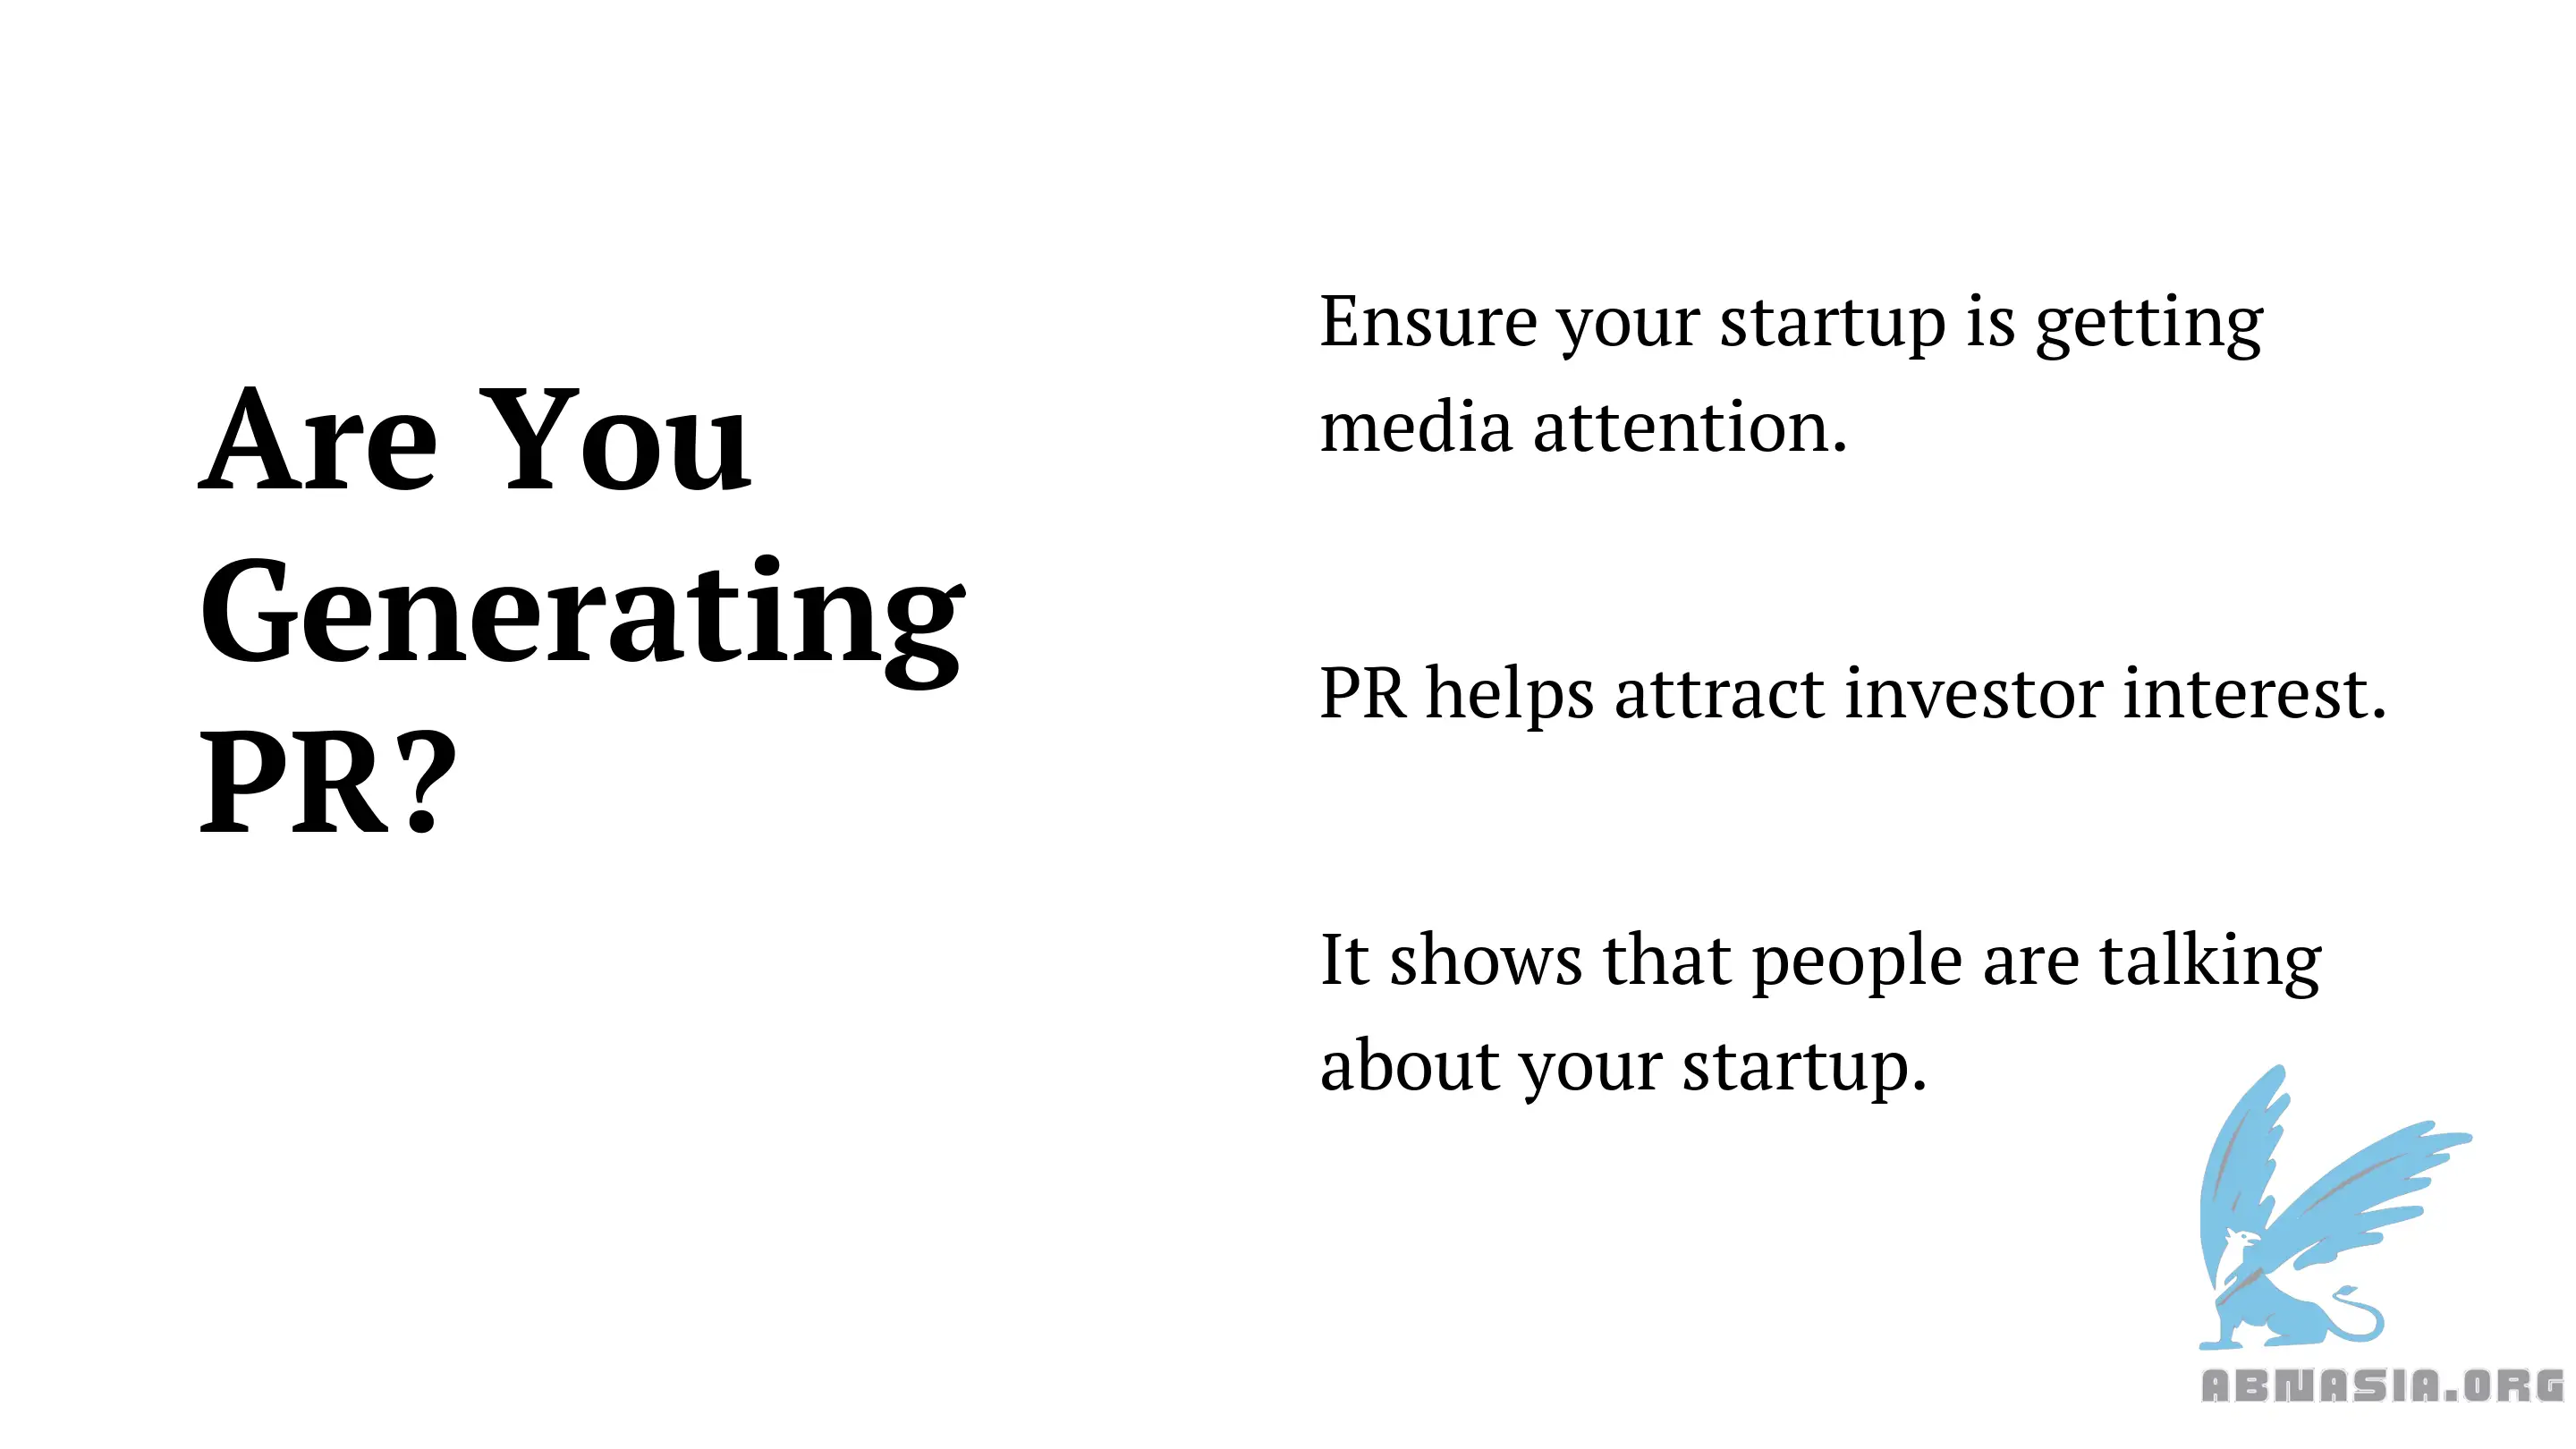 Are You
Generating
PR?
Ensure your startup is getting
media attention.
PR helps attract investor interest.
It shows that people are talking
about your startup.
ABNASIA.ORG